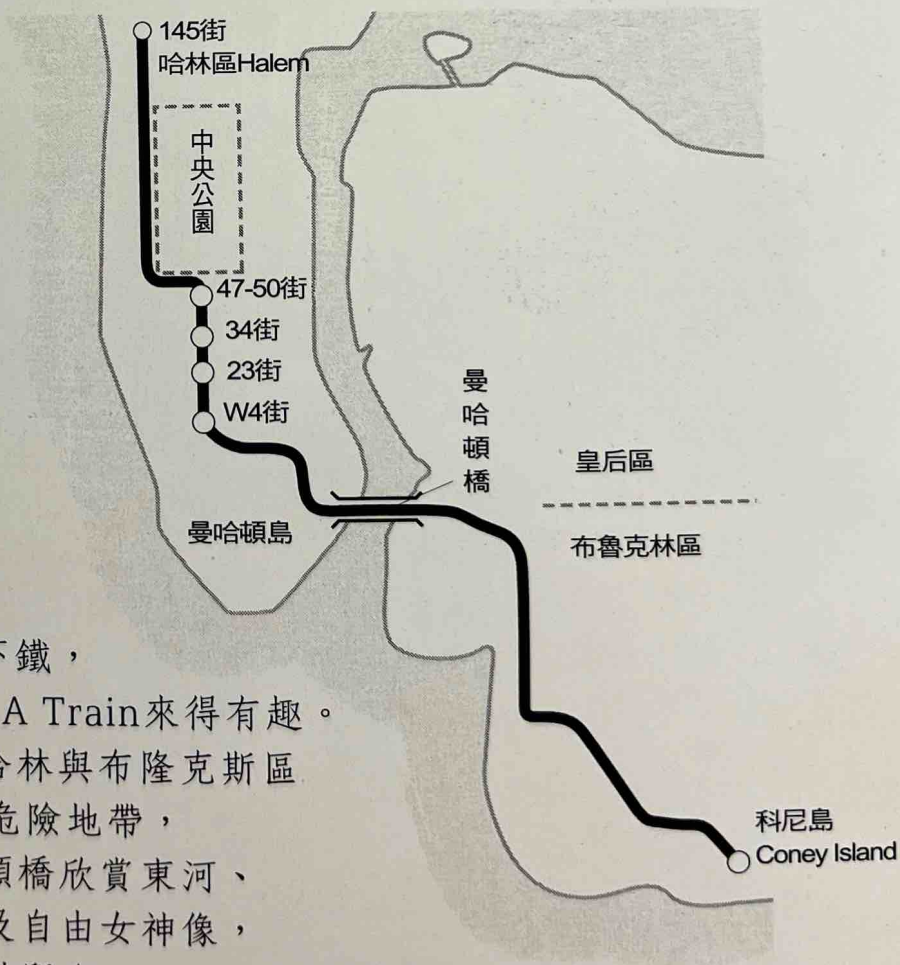 145街
哈林區Halem
中央公園
47-50街
34街
23街
W4街
曼哈頓橋
皇后區
曼哈頓島
布魯克林區
鐵，
A Train來得有趣。
林與布隆克斯區
危險地帶，
橋欣賞東河、
及自由女神像，
科尼島
Coney Island